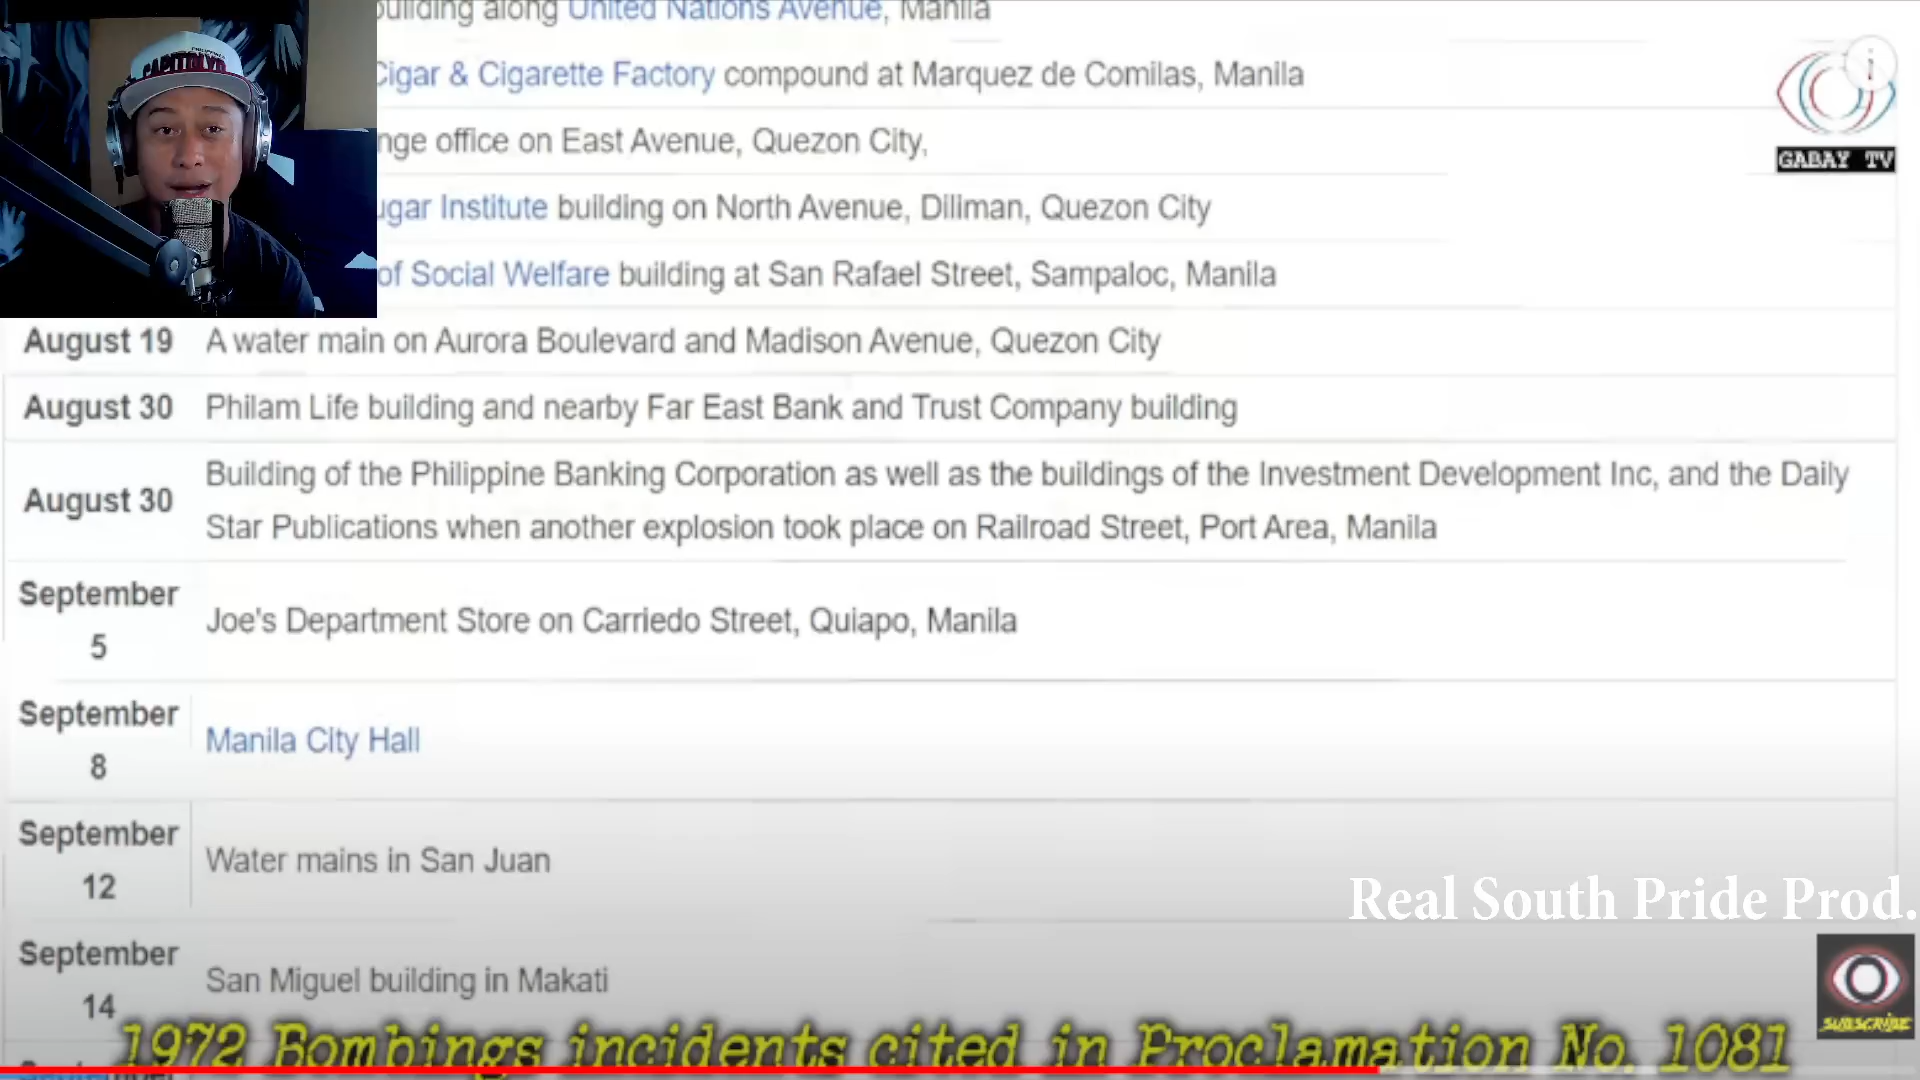 PHILIPPINES
CAPITOLYO
building along United Nations Avenue, Manila
Cigar & Cigarette Factory compound at Marquez de Comilas, Manila
nge office on East Avenue, Quezon City,
ugar Institute building on North Avenue, Diliman, Quezon City
of Social Welfare building at San Rafael Street, Sampaloc, Manila
GABAY TV
August 19 A water main on Aurora Boulevard and Madison Avenue, Quezon City
August 30 Philam Life building and nearby Far East Bank and Trust Company building
August 30 Building of the Philippine Banking Corporation as well as the buildings of the Investment Development Inc, and the Daily
Star Publications when another explosion took place on Railroad Street, Port Area, Manila
September
5
Joe's Department Store on Carriedo Street, Quiapo, Manila
September
8
Manila City Hall
September
12
Water mains in San Juan
September
14
San Miguel building in Makati
Real South Pride Prod.
SUBSCRIBE
1972 Bombings incidents cited in Proclamation No. 1081